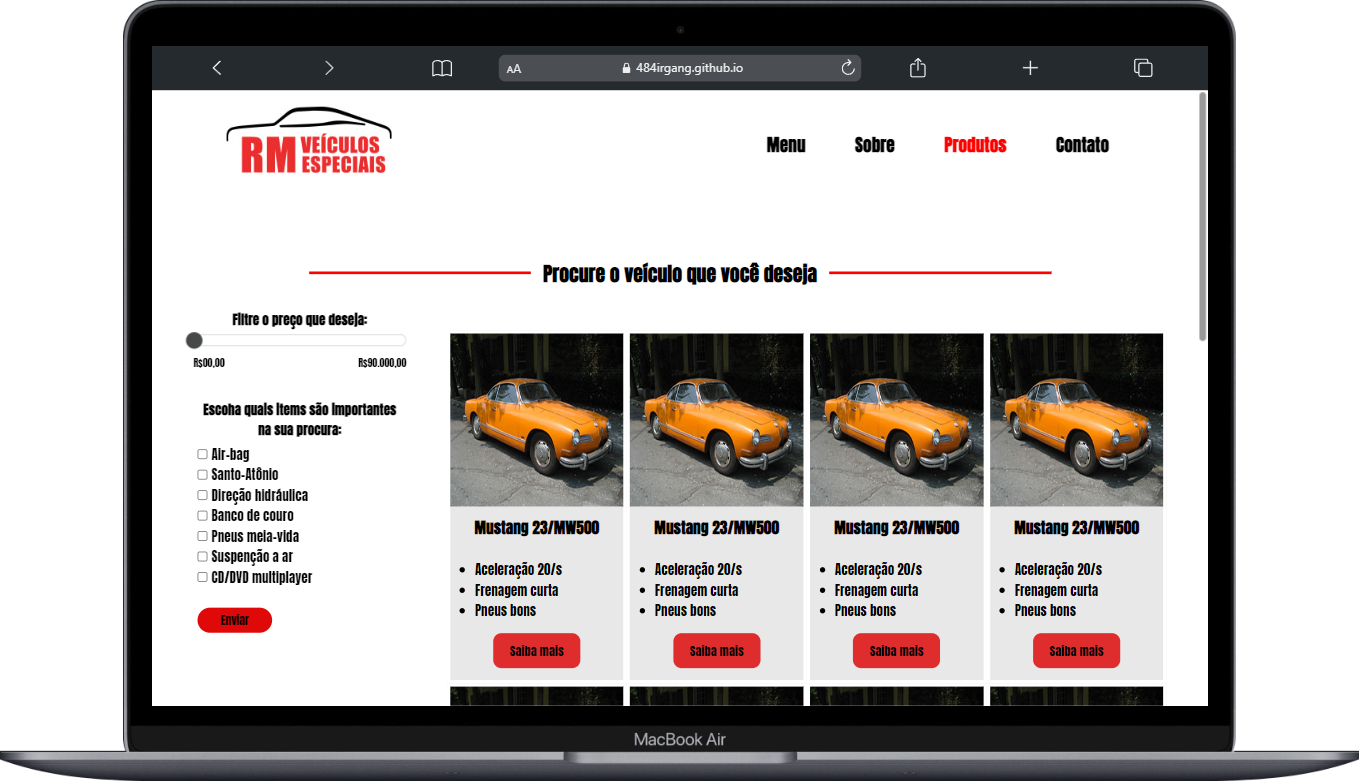 AA 484irgang.github.io
RM VEÍCULOS
ESPECIAIS
Menu Sobre Produtos Contato
Procure o veículo que você deseja
Filtre o preço que deseja:
R$00,00 R$90.000,00
Escoha quais items são importantes
na sua procura:
Air-bag
Santo-Atônio
Direção hidráulica
Banco de couro
Pneus meia-vida
Suspenção a ar
CD/DVD multiplayer
Enviar
Mustang 23/MW500
Aceleração 20/s
Frenagem curta
Pneus bons
Saiba mais
Mustang 23/MW500
Aceleração 20/s
Frenagem curta
Pneus bons
Saiba mais
Mustang 23/MW500
Aceleração 20/s
Frenagem curta
Pneus bons
Saiba mais
Mustang 23/MW500
Aceleração 20/s
Frenagem curta
Pneus bons
Saiba mais
MacBook Air